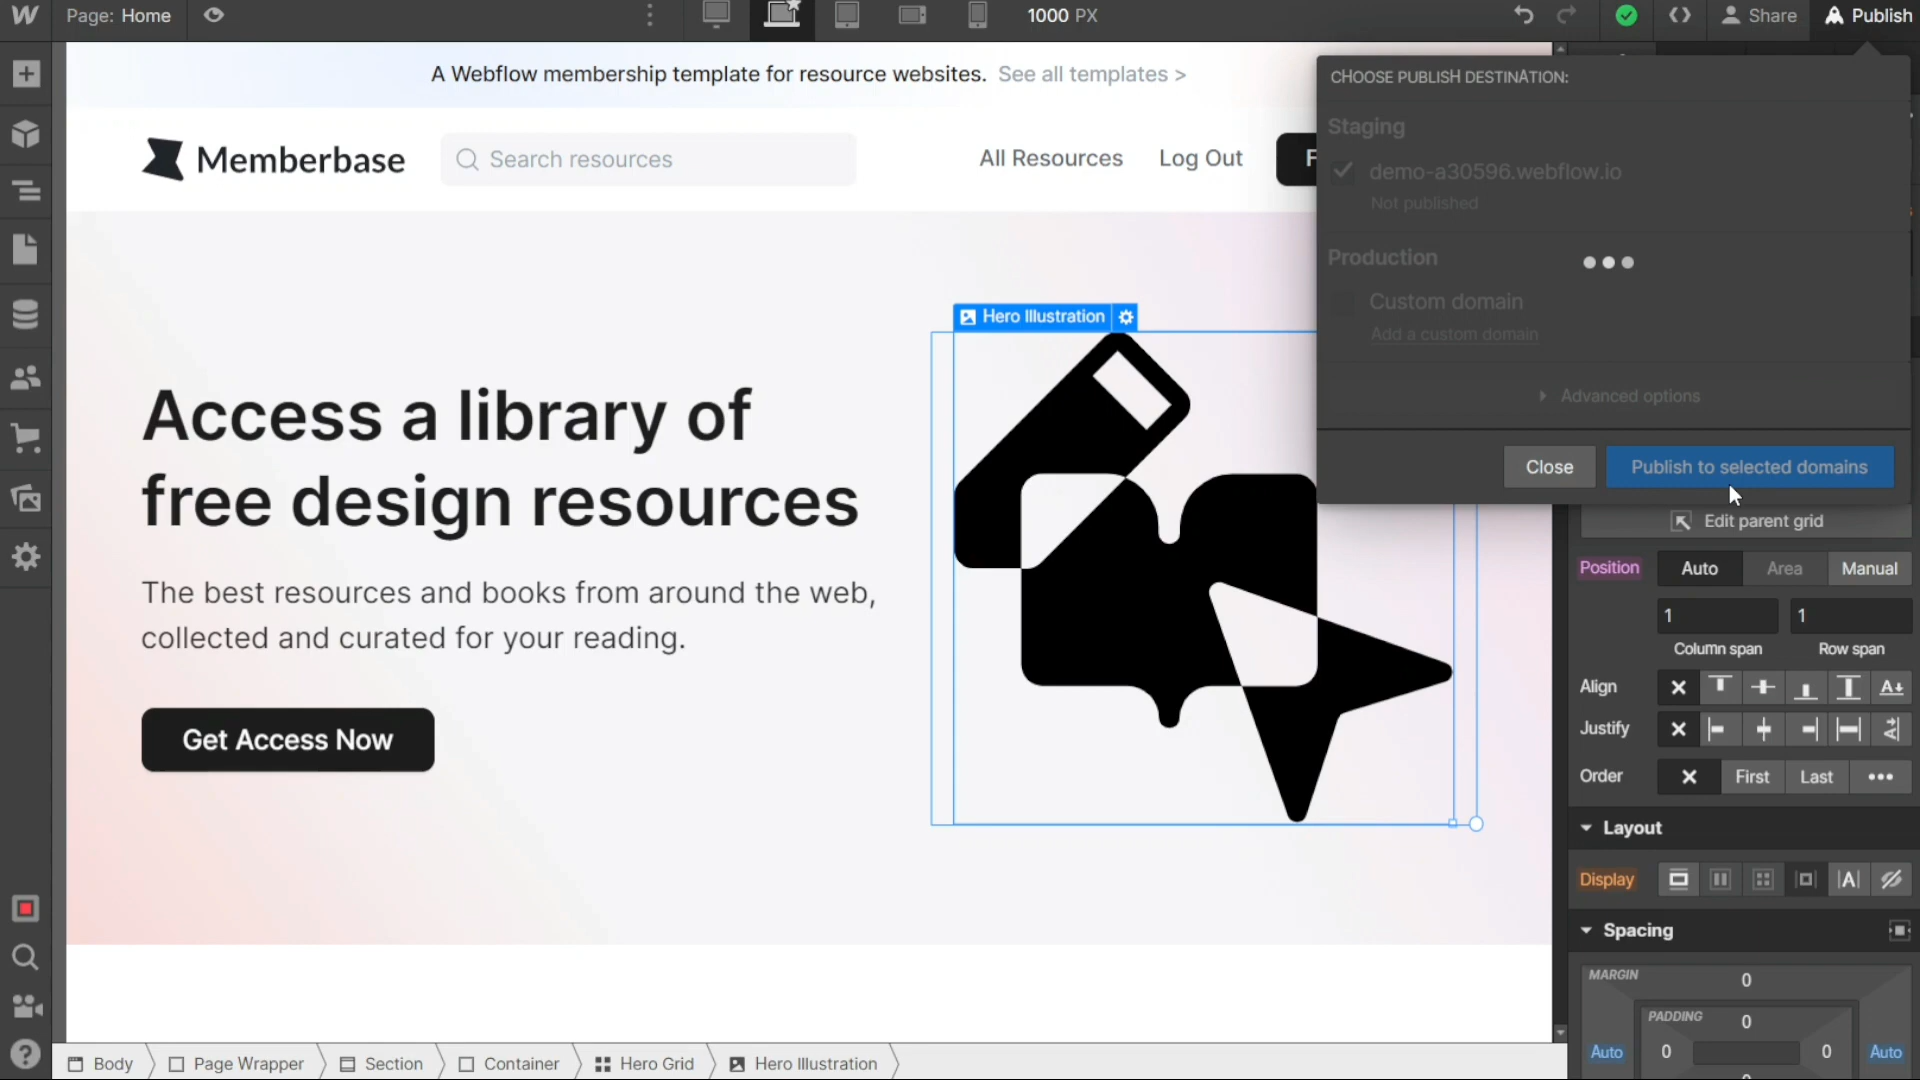 W Page: Home
1000 PX
Share
Publish
A Webflow membership template for resource websites. See all templates >
CHOOSE PUBLISH DESTINATION:
Staging
demo-a30596.webflow.io
Not published
Production
Custom domain
Add a custom domain
Advanced options
Close
Publish to selected domains
Memberbase
Search resources
All Resources
Log Out
F
Hero Illustration
Access a library of
free design resources
The best resources and books from around the web,
collected and curated for your reading.
Get Access Now
Edit parent grid
Position Auto Area Manual
1 1
Column span Row span
Align
Justify
Order First Last
Layout
Display
Spacing
MARGIN 0
PADDING 0
Auto 0 0 Auto
Body Page Wrapper Section Container Hero Grid Hero Illustration